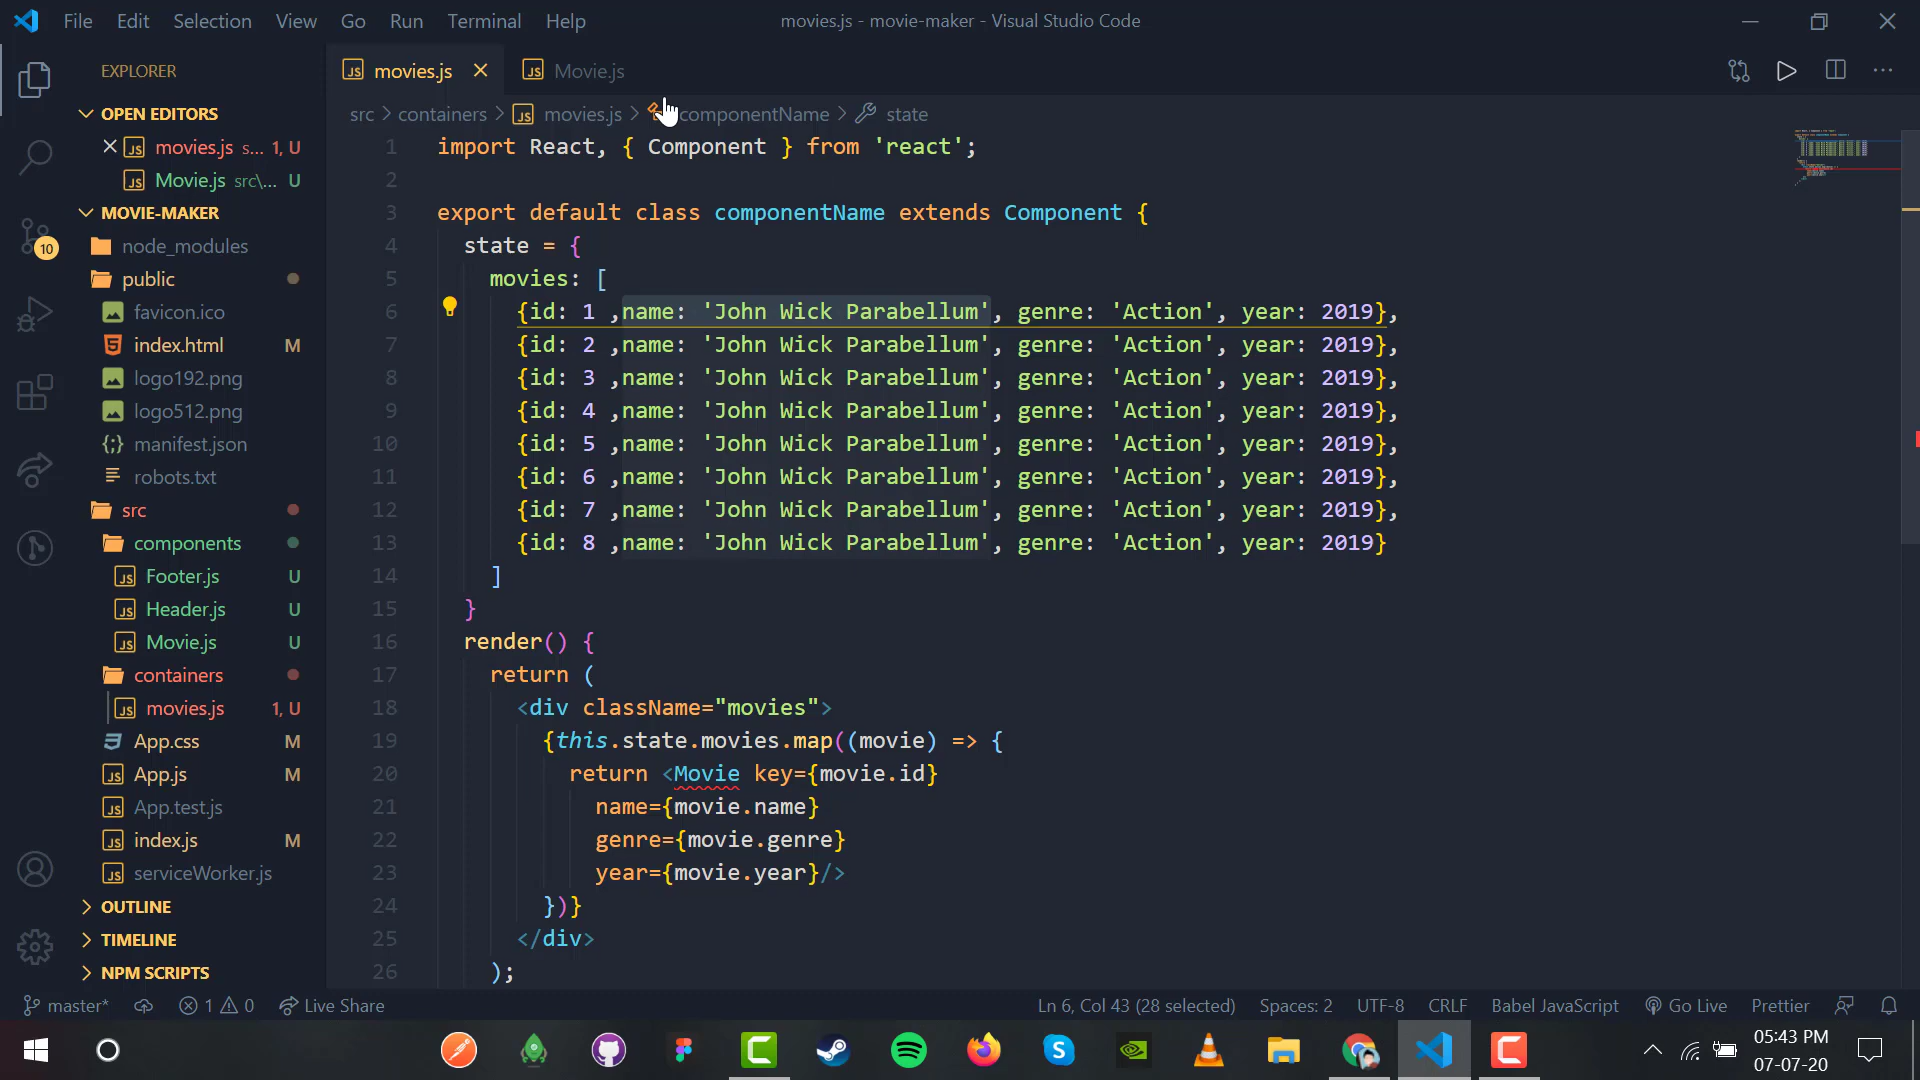 File Edit Selection View Go Run Terminal Help
movies.js - movie-maker - Visual Studio Code
EXPLORER
OPEN EDITORS
movies.js s... 1, U
Movie.js src\... U
MOVIE-MAKER
node_modules
public
favicon.ico
index.html M
logo192.png
logo512.png
manifest.json
robots.txt
src
components
Footer.js U
Header.js U
Movie.js U
containers
movies.js 1, U
App.css M
App.js M
App.test.js
index.js M
serviceWorker.js
OUTLINE
TIMELINE
NPM SCRIPTS
10
movies.js
Movie.js
src > containers > movies.js > componentName > state
1 import React, { Component } from 'react';
2
3 export default class componentName extends Component {
4 state = {
5 movies: [
6 {id: 1 ,name: 'John Wick Parabellum', genre: 'Action', year: 2019},
7 {id: 2 ,name: 'John Wick Parabellum', genre: 'Action', year: 2019},
8 {id: 3 ,name: 'John Wick Parabellum', genre: 'Action', year: 2019},
9 {id: 4 ,name: 'John Wick Parabellum', genre: 'Action', year: 2019},
10 {id: 5 ,name: 'John Wick Parabellum', genre: 'Action', year: 2019},
11 {id: 6 ,name: 'John Wick Parabellum', genre: 'Action', year: 2019},
12 {id: 7 ,name: 'John Wick Parabellum', genre: 'Action', year: 2019},
13 {id: 8 ,name: 'John Wick Parabellum', genre: 'Action', year: 2019}
14 ]
15 }
16 render() {
17 return (
18 <div className="movies">
19 {this.state.movies.map((movie) => {
20 return <Movie key={movie.id}
21 name={movie.name}
22 genre={movie.genre}
23 year={movie.year}/>
24 })}
25 </div>
26 );
master* 1 0 Live Share
Ln 6, Col 43 (28 selected) Spaces: 2 UTF-8 CRLF Babel JavaScript Go Live Prettier
05:43 PM
07-07-20